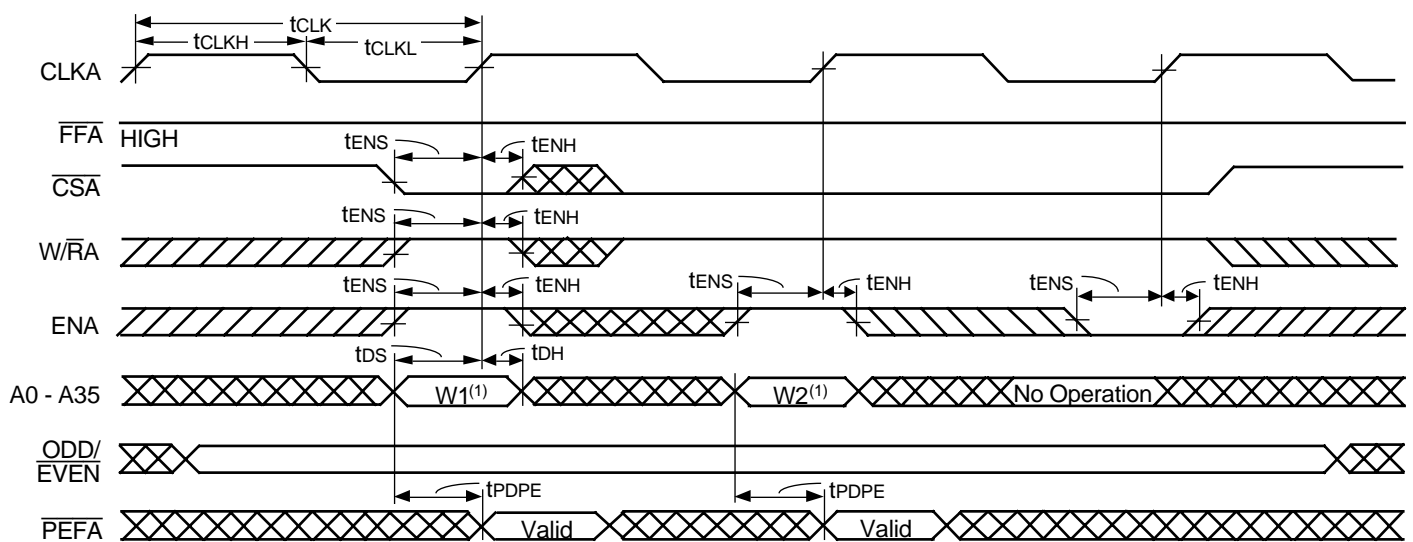 tCLK
tCLKH tCLKL
CLKA
FFA HIGH
tENS tENH
CSA
tENS tENH
W/RA
tENS tENH tENS tENH tENS tENH
ENA
tDS tDH
A0 - A35 W1(1) W2(1) No Operation
ODD/
EVEN
tPDPE tPDPE
PEFA Valid Valid